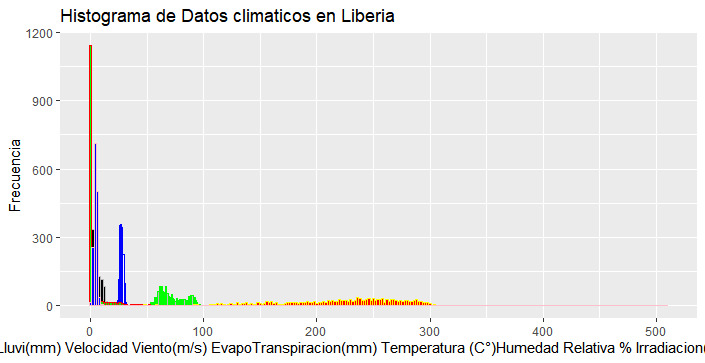 Histograma de Datos climaticos en Liberia
1200
900
600
300
0
Frecuencia
0 100 200 300 400 500
Lluvi(mm) Velocidad Viento(m/s) EvapoTranspiracion(mm) Temperatura (C°)Humedad Relativa % Irradiacion(